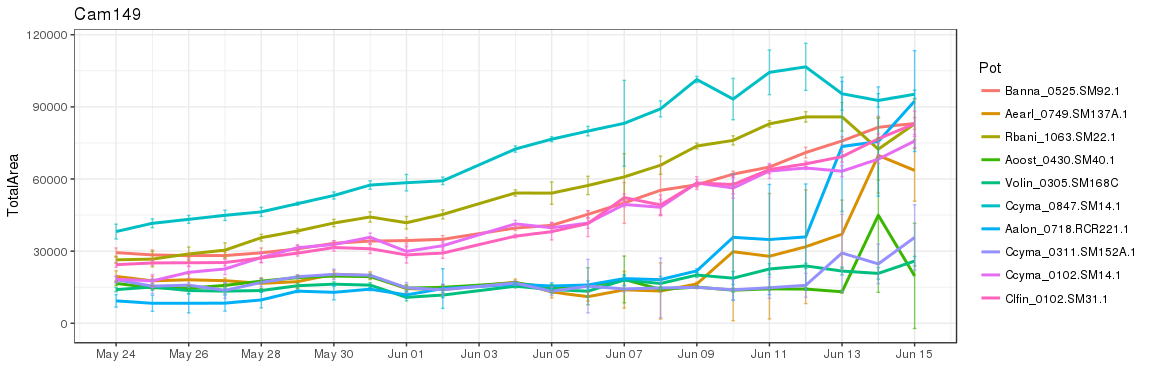 Cam149
TotalArea
120000
90000
60000
30000
0
May 24 May 26 May 28 May 30 Jun 01 Jun 03 Jun 05 Jun 07 Jun 09 Jun 11 Jun 13 Jun 15
Pot
Banna_0525.SM92.1
Aearl_0749.SM137A.1
Rbani_1063.SM22.1
Aoost_0430.SM40.1
Volin_0305.SM168C
Ccyma_0847.SM14.1
Aalon_0718.RCR221.1
Ccyma_0311.SM152A.1
Ccyma_0102.SM14.1
Clfin_0102.SM31.1